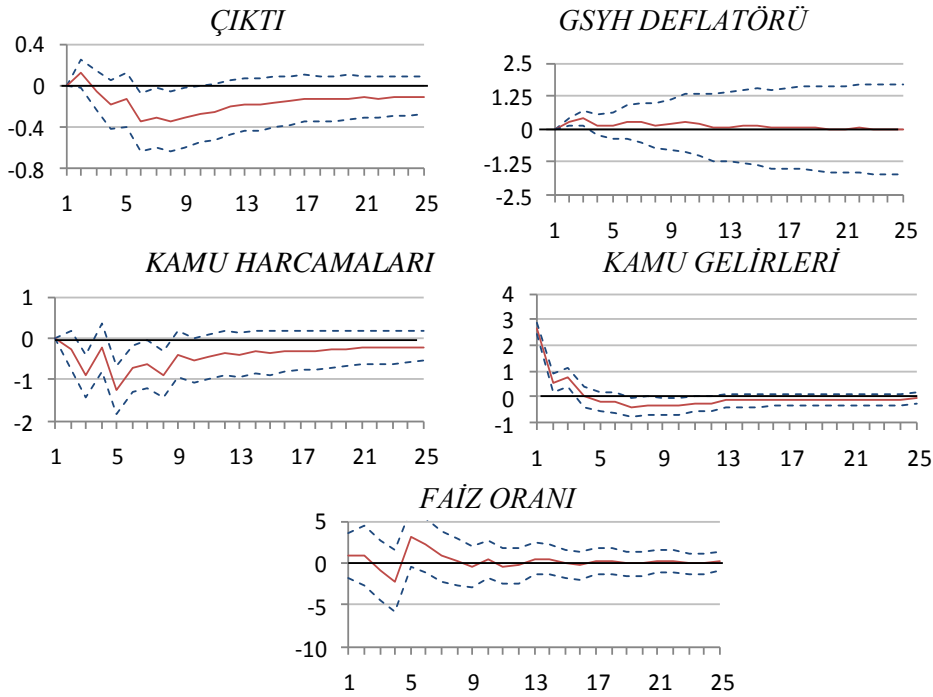 ÇIKTI
0.4
0
-0.4
-0.8
1 5 9 13 17 21 25
GSYH DEFLATÖRÜ
2.5
1.25
0
-1.25
-2.5
1 5 9 13 17 21 25
KAMU HARCAMALARI
1
0
-1
-2
1 5 9 13 17 21 25
KAMU GELİRLERİ
4
3
2
1
0
-1
1 5 9 13 17 21 25
FAİZ ORANI
5
0
-5
-10
1 5 9 13 17 21 25